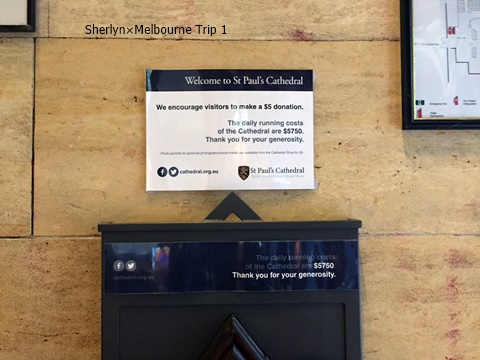 Sherlyn×Melbourne Trip 1
Welcome to St Paul's Cathedral
We encourage visitors to make a $5 donation.
The daily running costs
of the Cathedral are $5750.
Thank you for your generosity.
cathedral.org.au
St Paul's Cathedral
The daily running costs
of the Cathedral are $5750.
Thank you for your generosity.
cathedral.org.au